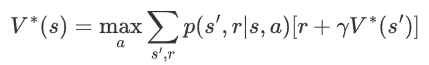 V*(s) = max_a ∑_{s′,r} p(s′, r|s, a)[r + γV*(s′)]